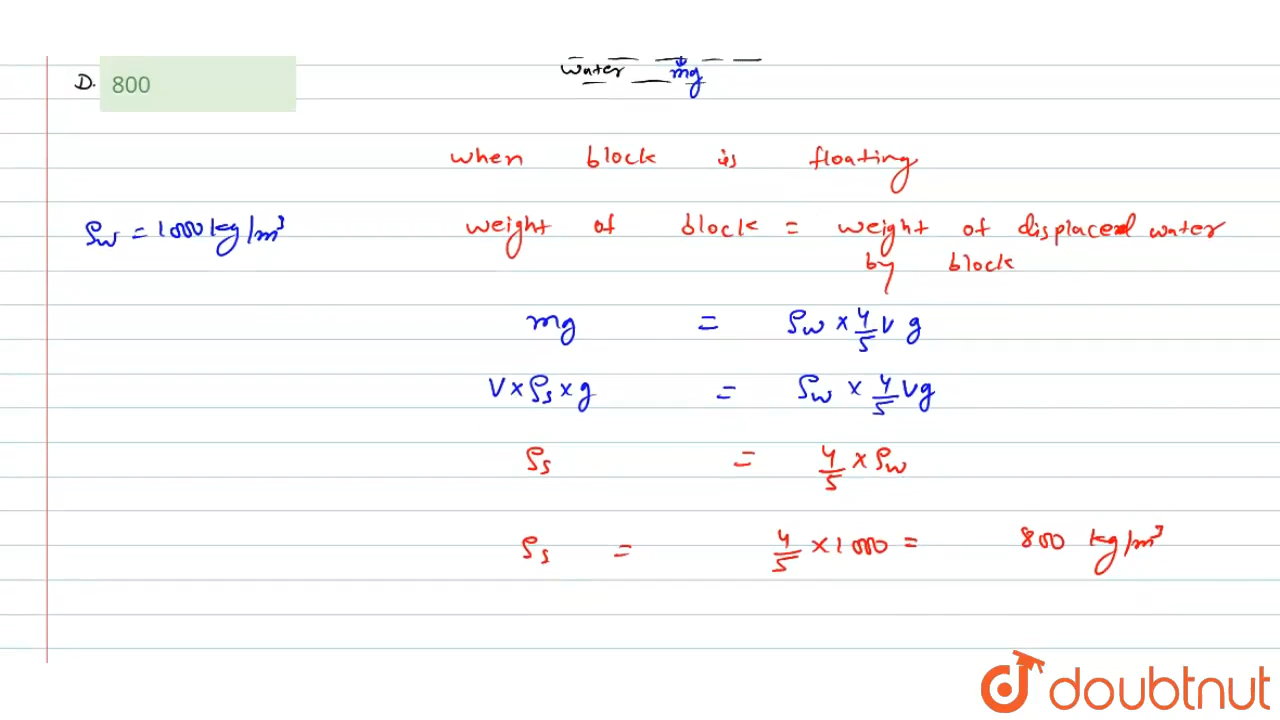 D. 800
water mg
when block is floating
ρw = 1000 kg/m³
weight of block = weight of displaced water
by block
mg = ρw × 4/5 V g
V × ρs × g = ρw × 4/5 Vg
ρs = 4/5 × ρw
ρs = 4/5 × 1000 = 800 kg/m³
doubtnut